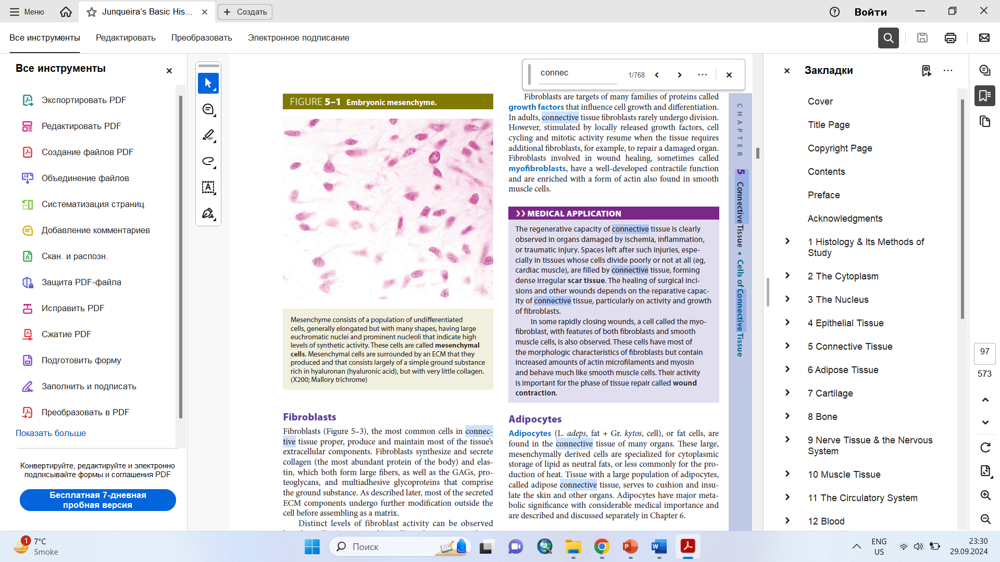 Меню
Junqueira's Basic His...
Создать
Войти
Все инструменты
Редактировать
Преобразовать
Электронное подписание
Все инструменты
Экспортировать PDF
Редактировать PDF
Создание файлов PDF
Объединение файлов
Систематизация страниц
Добавление комментариев
Скан. и распозн.
Защита PDF-файла
Исправить PDF
Сжатие PDF
Подготовить форму
Заполнить и подписать
Преобразовать в PDF
Показать больше
Конвертируйте, редактируйте и электронно
подписывайте формы и соглашения PDF
Бесплатная 7-дневная
пробная версия
connec
1/768
FIGURE 5–1 Embryonic mesenchyme.
Mesenchyme consists of a population of undifferentiated
cells, generally elongated but with many shapes, having large
euchromatic nuclei and prominent nucleoli that indicate high
levels of synthetic activity. These cells are called mesenchymal
cells. Mesenchymal cells are surrounded by an ECM that they
produced and that consists largely of a simple ground substance
rich in hyaluronan (hyaluronic acid), but with very little collagen.
(X200; Mallory trichrome)
Fibroblasts
Fibroblasts (Figure 5–3), the most common cells in connec-
tive tissue proper, produce and maintain most of the tissue's
extracellular components. Fibroblasts synthesize and secrete
collagen (the most abundant protein of the body) and elas-
tin, which both form large fibers, as well as the GAGs, pro-
teoglycans, and multiadhesive glycoproteins that comprise
the ground substance. As described later, most of the secreted
ECM components undergo further modification outside the
cell before assembling as a matrix.
Distinct levels of fibroblast activity can be observed
Fibroblasts are targets of many families of proteins called
growth factors that influence cell growth and differentiation.
In adults, connective tissue fibroblasts rarely undergo division.
However, stimulated by locally released growth factors, cell
cycling and mitotic activity resume when the tissue requires
additional fibroblasts, for example, to repair a damaged organ.
Fibroblasts involved in wound healing, sometimes called
myofibroblasts, have a well-developed contractile function
and are enriched with a form of actin also found in smooth
muscle cells.
MEDICAL APPLICATION
The regenerative capacity of connective tissue is clearly
observed in organs damaged by ischemia, inflammation,
or traumatic injury. Spaces left after such injuries, espe-
cially in tissues whose cells divide poorly or not at all (eg,
cardiac muscle), are filled by connective tissue, forming
dense irregular scar tissue. The healing of surgical inci-
sions and other wounds depends on the reparative capac-
ity of connective tissue, particularly on activity and growth
of fibroblasts.
In some rapidly closing wounds, a cell called the myo-
fibroblast, with features of both fibroblasts and smooth
muscle cells, is also observed. These cells have most of
the morphologic characteristics of fibroblasts but contain
increased amounts of actin microfilaments and myosin
and behave much like smooth muscle cells. Their activity
is important for the phase of tissue repair called wound
contraction.
Adipocytes
Adipocytes (L. adeps, fat + Gr. kytos, cell), or fat cells, are
found in the connective tissue of many organs. These large,
mesenchymally derived cells are specialized for cytoplasmic
storage of lipid as neutral fats, or less commonly for the pro-
duction of heat. Tissue with a large population of adipocytes,
called adipose connective tissue, serves to cushion and insu-
late the skin and other organs. Adipocytes have major meta-
bolic significance with considerable medical importance and
are described and discussed separately in Chapter 6.
CHAPTER 5 Connective Tissue ▪ Cells of Connective Tissue
Закладки
Cover
Title Page
Copyright Page
Contents
Preface
Acknowledgments
1 Histology & Its Methods of
Study
2 The Cytoplasm
3 The Nucleus
4 Epithelial Tissue
5 Connective Tissue
6 Adipose Tissue
7 Cartilage
8 Bone
9 Nerve Tissue & the Nervous
System
10 Muscle Tissue
11 The Circulatory System
12 Blood
97
573
1
7°C
Smoke
Поиск
ENG
US
23:30
29.09.2024